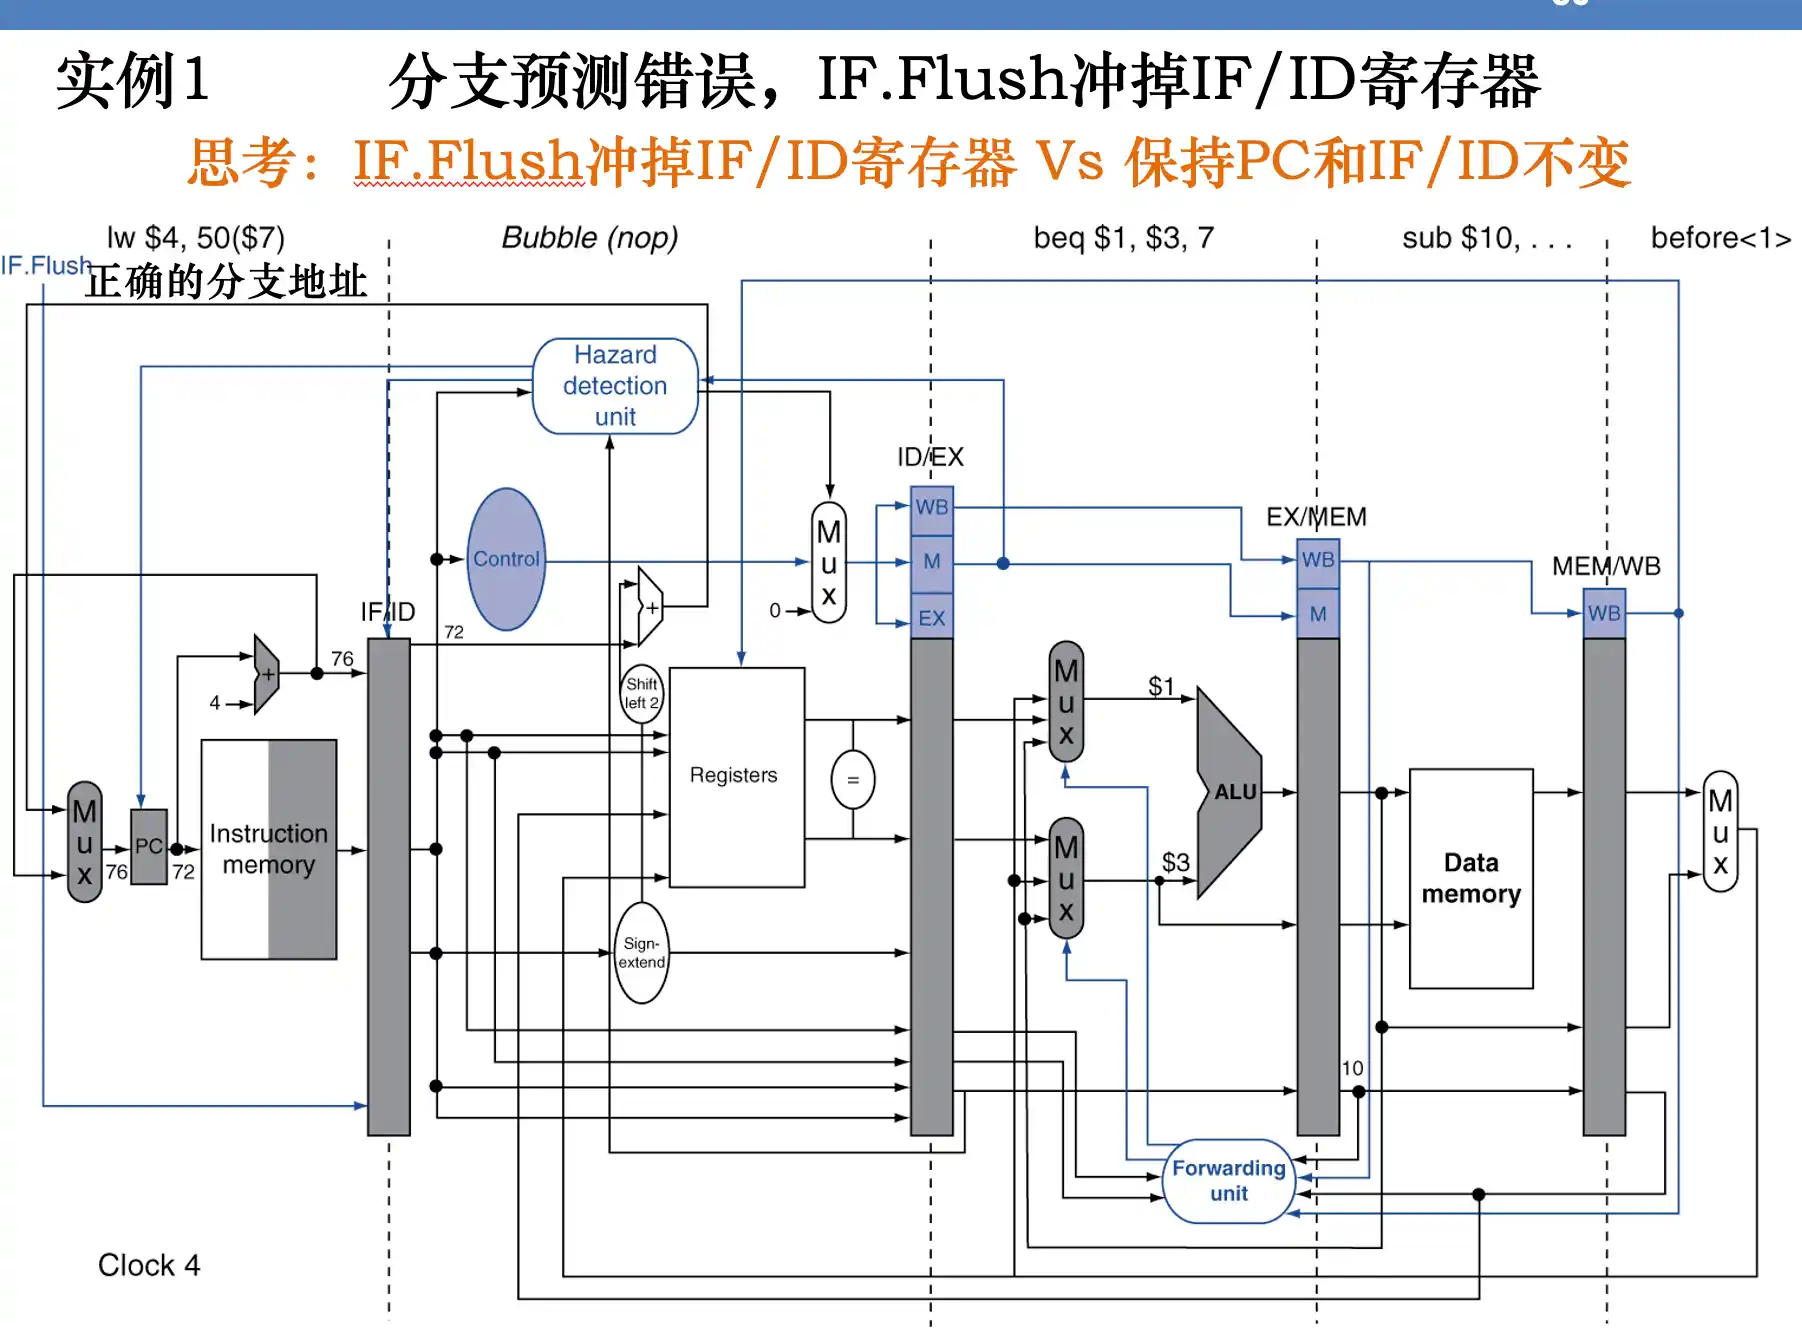 实例1 分支预测错误，IF.Flush冲掉IF/ID寄存器
思考：IF.Flush冲掉IF/ID寄存器 Vs 保持PC和IF/ID不变
lw $4, 50($7)
Bubble (nop)
beq $1, $3, 7
sub $10, . . .
before<1>
IF.Flush
正确的分支地址
Hazard
detection
unit
ID/EX
WB
M
EX
Control
Mux
0
EX/MEM
WB
M
MEM/WB
WB
IF/ID
72
+
76
+
4
Shift
left 2
Registers
=
Mux
$1
ALU
Mux
$3
Mux
76
PC
72
Instruction
memory
Data
memory
Mux
Sign-
extend
10
Forwarding
unit
Clock 4